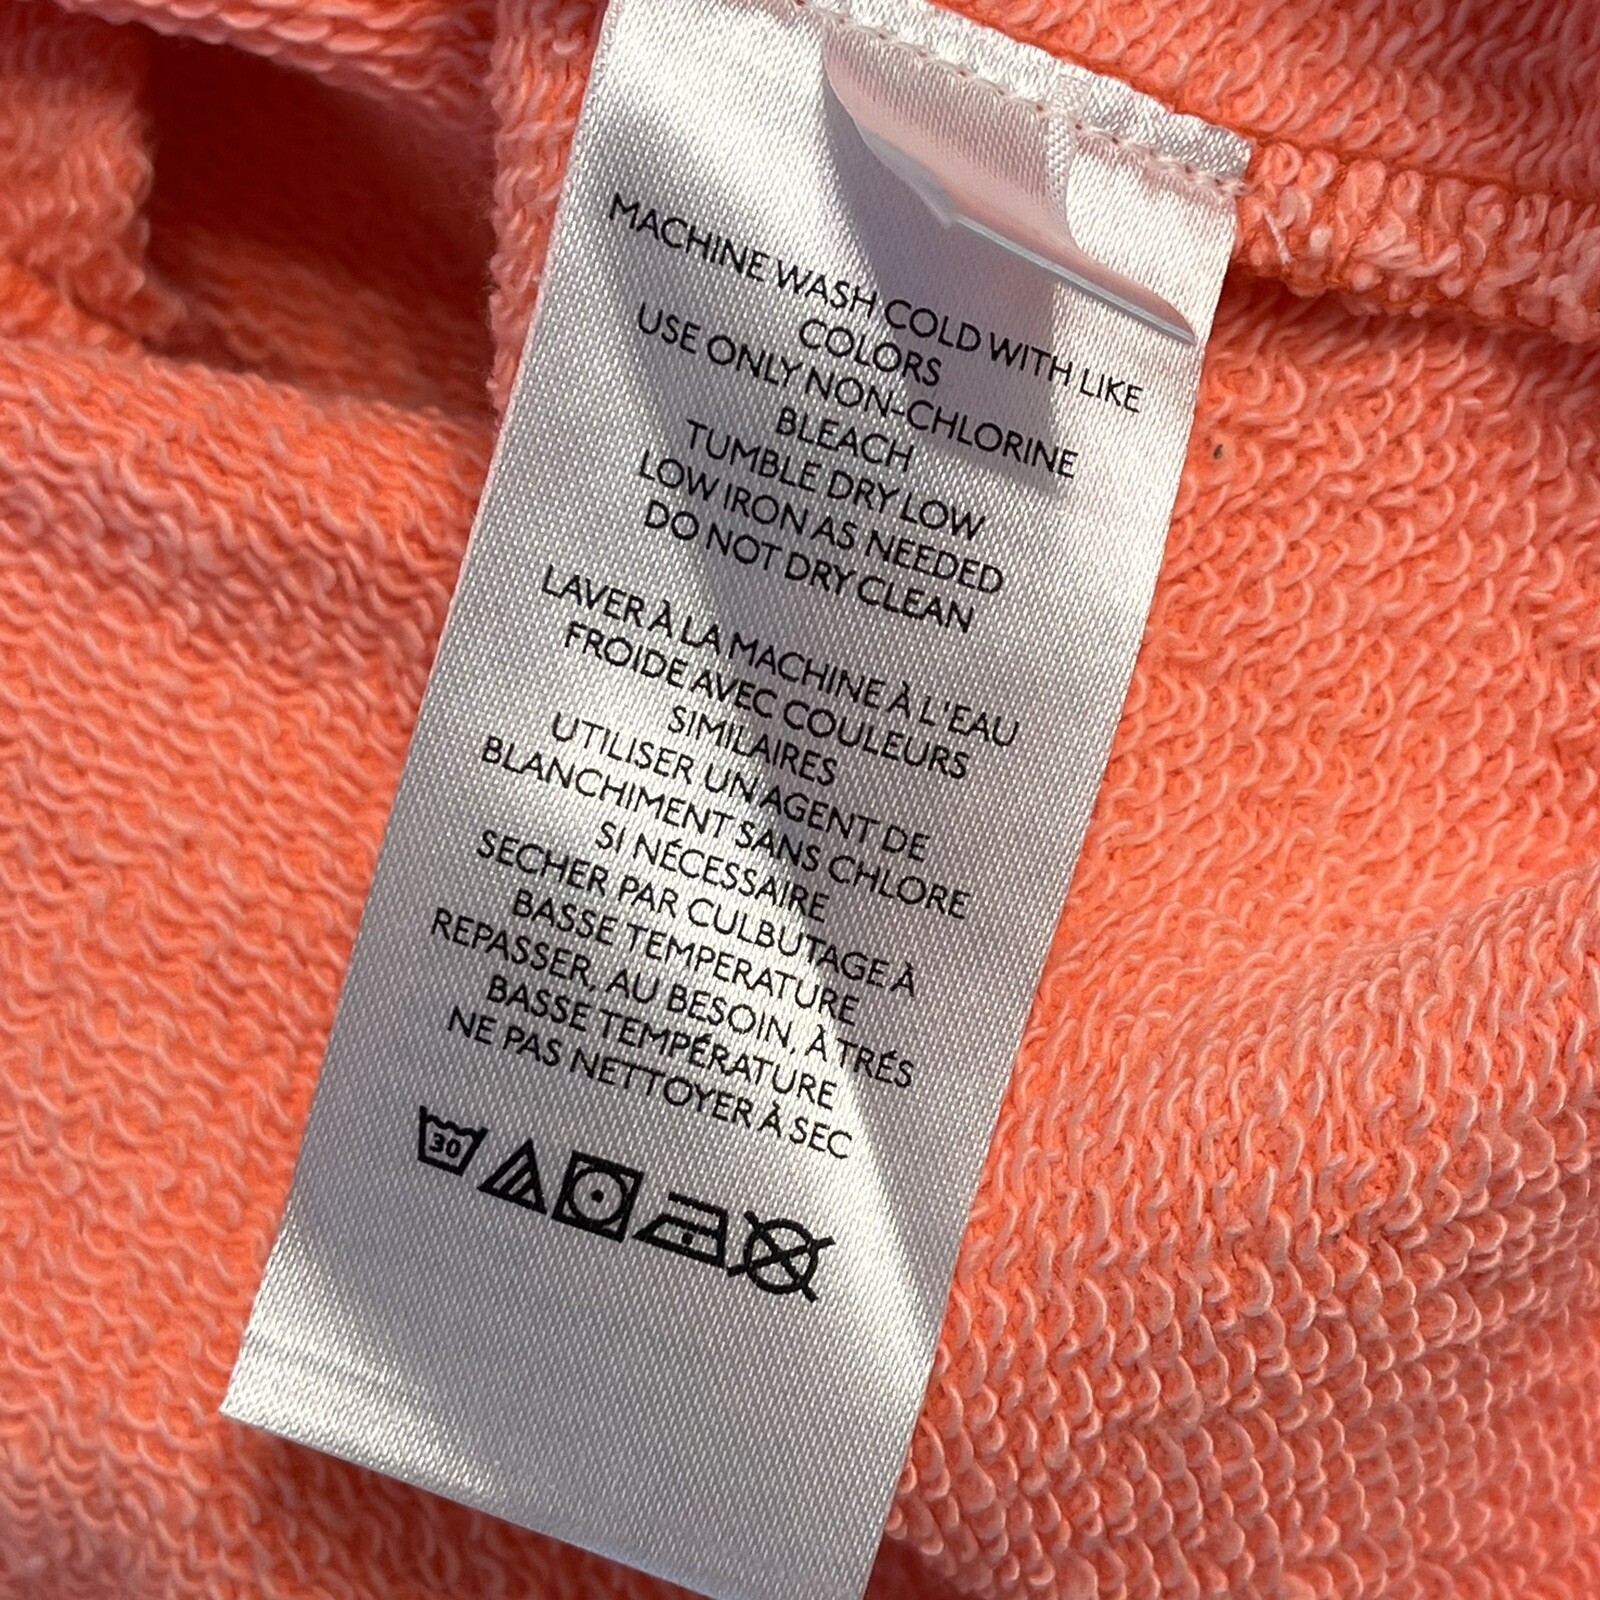 MACHINE WASH COLD WITH LIKE
COLORS
USE ONLY NON-CHLORINE
BLEACH
TUMBLE DRY LOW
LOW IRON AS NEEDED
DO NOT DRY CLEAN
LAVER À LA MACHINE À L'EAU
FROIDE AVEC COULEURS
SIMILAIRES
UTILISER UN AGENT DE
BLANCHIMENT SANS CHLORE
SI NÉCESSAIRE
SECHER PAR CULBUTAGE À
BASSE TEMPERATURE
REPASSER, AU BESOIN, À TRÉS
BASSE TEMPÉRATURE
NE PAS NETTOYER À SEC
30